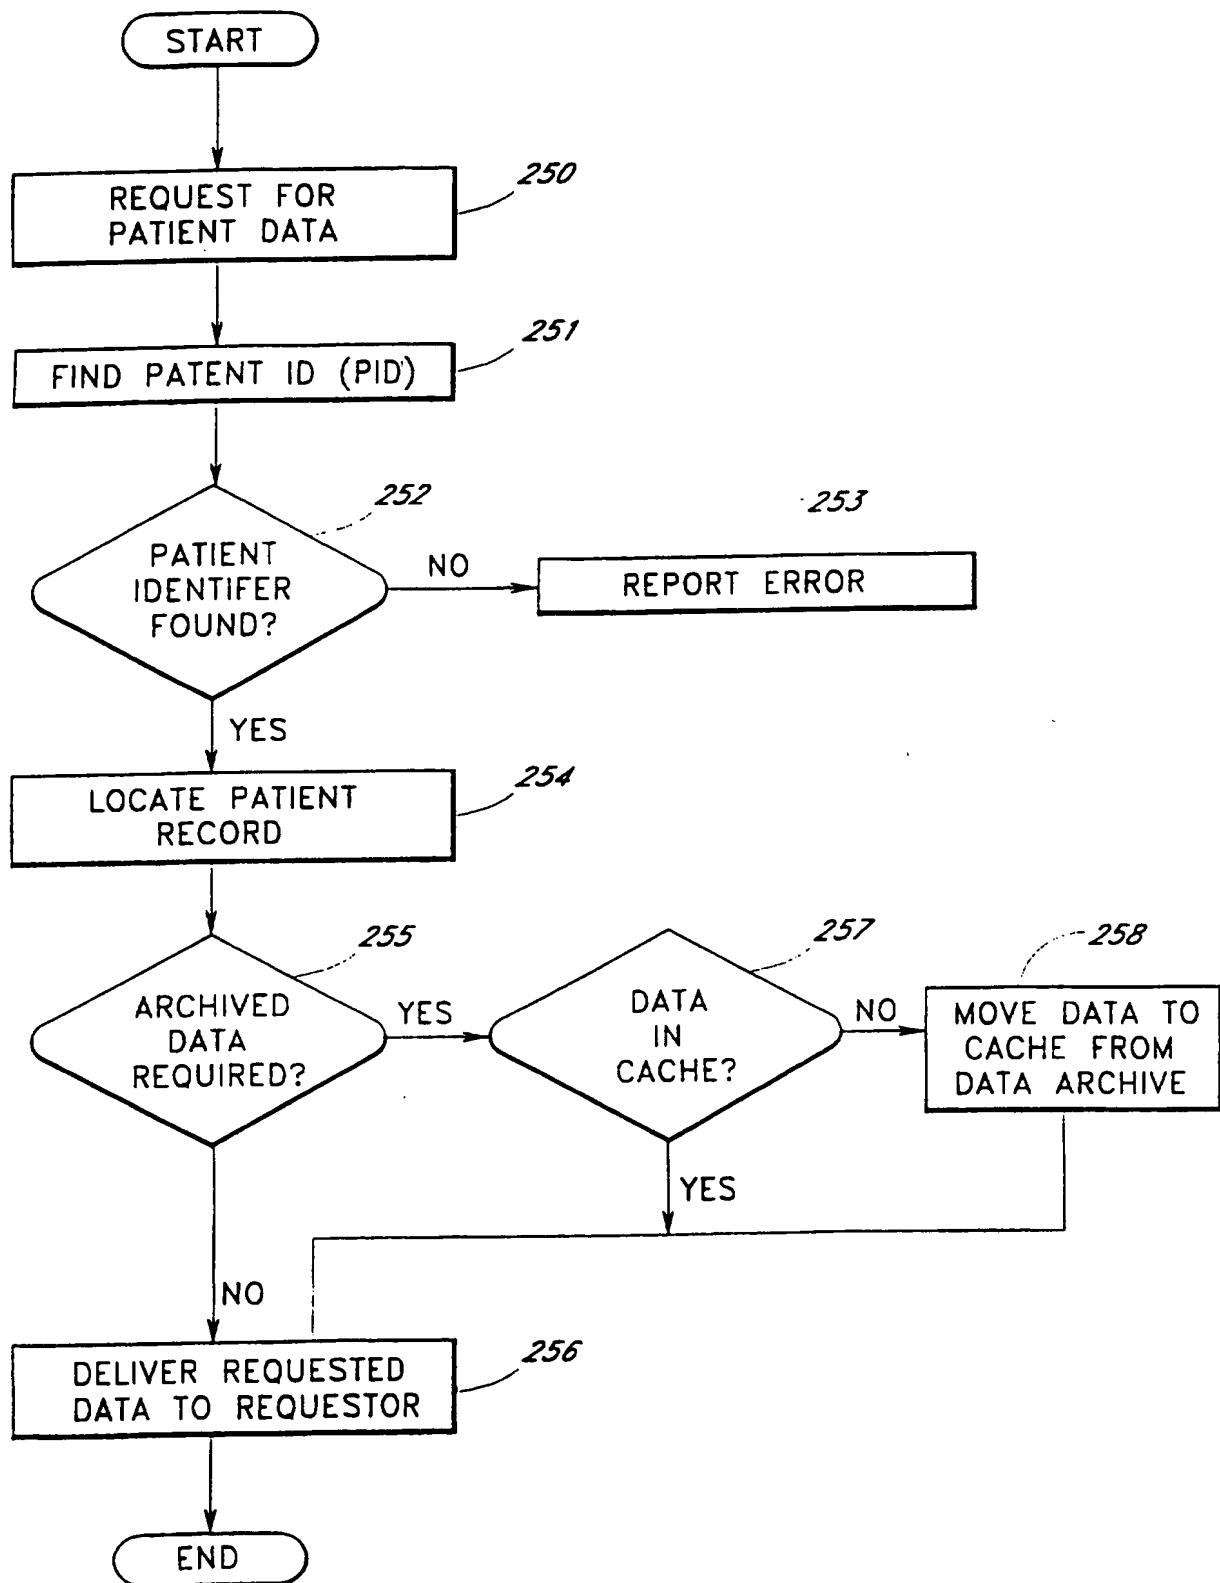 START
250
REQUEST FOR
PATIENT DATA
251
FIND PATENT ID (PID)
252
PATIENT
IDENTIFER
FOUND?
NO
253
REPORT ERROR
YES
254
LOCATE PATIENT
RECORD
255
ARCHIVED
DATA
REQUIRED?
YES
257
DATA
IN
CACHE?
NO
258
MOVE DATA TO
CACHE FROM
DATA ARCHIVE
YES
NO
256
DELIVER REQUESTED
DATA TO REQUESTOR
END